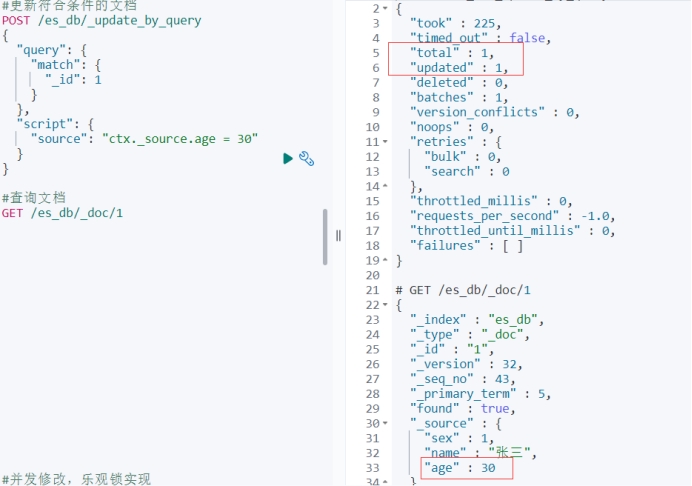 #更新符合条件的文档
POST /es_db/_update_by_query
{
  "query": {
    "match": {
      "_id": 1
    }
  },
  "script": {
    "source": "ctx._source.age = 30"
  }
}
#查询文档
GET /es_db/_doc/1
#并发修改，乐观锁实现
2 {
3   "took" : 225,
4   "timed_out" : false,
5   "total" : 1,
6   "updated" : 1,
7   "deleted" : 0,
8   "batches" : 1,
9   "version_conflicts" : 0,
10   "noops" : 0,
11   "retries" : {
12     "bulk" : 0,
13     "search" : 0
14   },
15   "throttled_millis" : 0,
16   "requests_per_second" : -1.0,
17   "throttled_until_millis" : 0,
18   "failures" : [ ]
19 }
20
21 # GET /es_db/_doc/1
22 {
23   "_index" : "es_db",
24   "_type" : "_doc",
25   "_id" : "1",
26   "_version" : 32,
27   "_seq_no" : 43,
28   "_primary_term" : 5,
29   "found" : true,
30   "_source" : {
31     "sex" : 1,
32     "name" : "张三",
33     "age" : 30
34   }